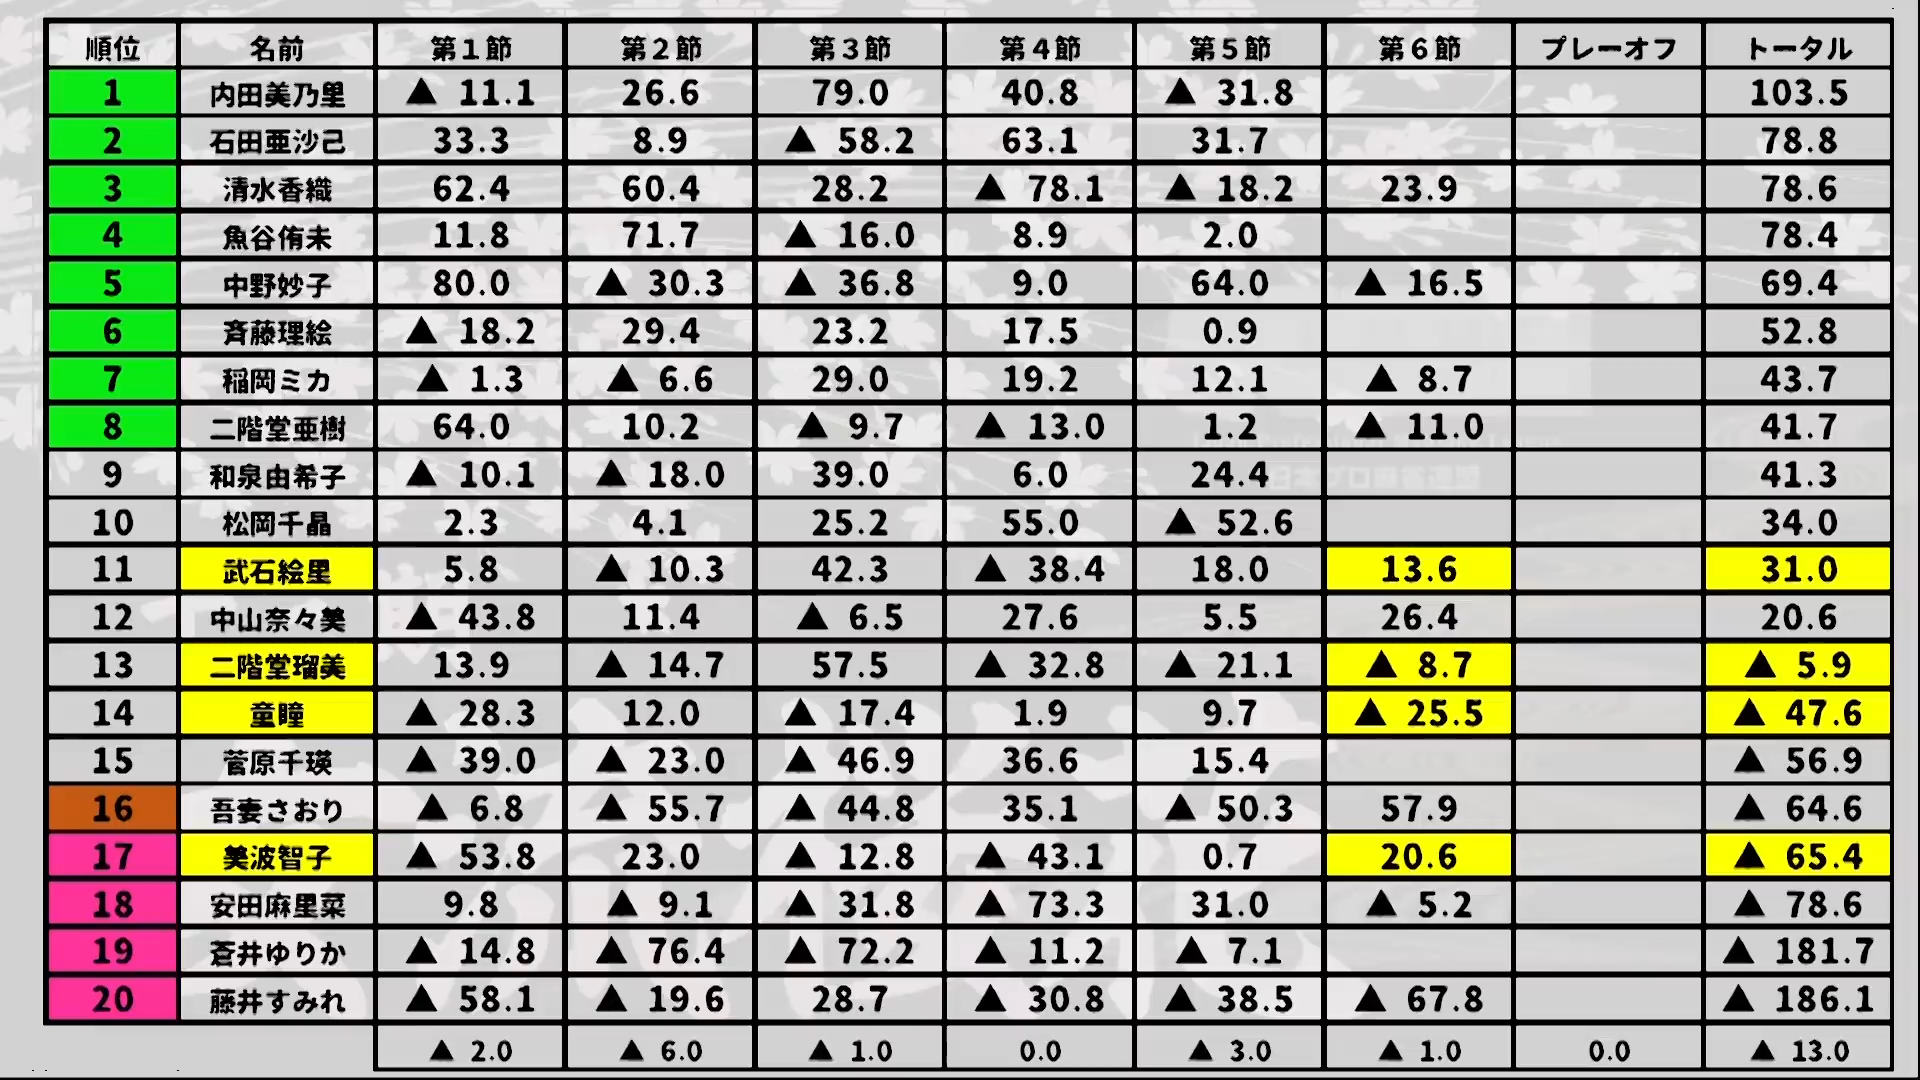 順位 名前 第1節 第2節 第3節 第4節 第5節 第6節 プレーオフ トータル
1 内田美乃里 ▲ 11.1 26.6 79.0 40.8 ▲ 31.8 103.5
2 石田亜沙己 33.3 8.9 ▲ 58.2 63.1 31.7 78.8
3 清水香織 62.4 60.4 28.2 ▲ 78.1 ▲ 18.2 23.9 78.6
4 魚谷侑未 11.8 71.7 ▲ 16.0 8.9 2.0 78.4
5 中野妙子 80.0 ▲ 30.3 ▲ 36.8 9.0 64.0 ▲ 16.5 69.4
6 斉藤理絵 ▲ 18.2 29.4 23.2 17.5 0.9 52.8
7 稲岡ミカ ▲ 1.3 ▲ 6.6 29.0 19.2 12.1 ▲ 8.7 43.7
8 二階堂亜樹 64.0 10.2 ▲ 9.7 ▲ 13.0 1.2 ▲ 11.0 41.7
9 和泉由希子 ▲ 10.1 ▲ 18.0 39.0 6.0 24.4 41.3
10 松岡千晶 2.3 4.1 25.2 55.0 ▲ 52.6 34.0
11 武石絵里 5.8 ▲ 10.3 42.3 ▲ 38.4 18.0 13.6 31.0
12 中山奈々美 ▲ 43.8 11.4 ▲ 6.5 27.6 5.5 26.4 20.6
13 二階堂瑠美 13.9 ▲ 14.7 57.5 ▲ 32.8 ▲ 21.1 ▲ 8.7 ▲ 5.9
14 童瞳 ▲ 28.3 12.0 ▲ 17.4 1.9 9.7 ▲ 25.5 ▲ 47.6
15 菅原千瑛 ▲ 39.0 ▲ 23.0 ▲ 46.9 36.6 15.4 ▲ 56.9
16 吾妻さおり ▲ 6.8 ▲ 55.7 ▲ 44.8 35.1 ▲ 50.3 57.9 ▲ 64.6
17 美波智子 ▲ 53.8 23.0 ▲ 12.8 ▲ 43.1 0.7 20.6 ▲ 65.4
18 安田麻里菜 9.8 ▲ 9.1 ▲ 31.8 ▲ 73.3 31.0 ▲ 5.2 ▲ 78.6
19 蒼井ゆりか ▲ 14.8 ▲ 76.4 ▲ 72.2 ▲ 11.2 ▲ 7.1 ▲ 181.7
20 藤井すみれ ▲ 58.1 ▲ 19.6 28.7 ▲ 30.8 ▲ 38.5 ▲ 67.8 ▲ 186.1
▲ 2.0 ▲ 6.0 ▲ 1.0 0.0 ▲ 3.0 ▲ 1.0 0.0 ▲ 13.0